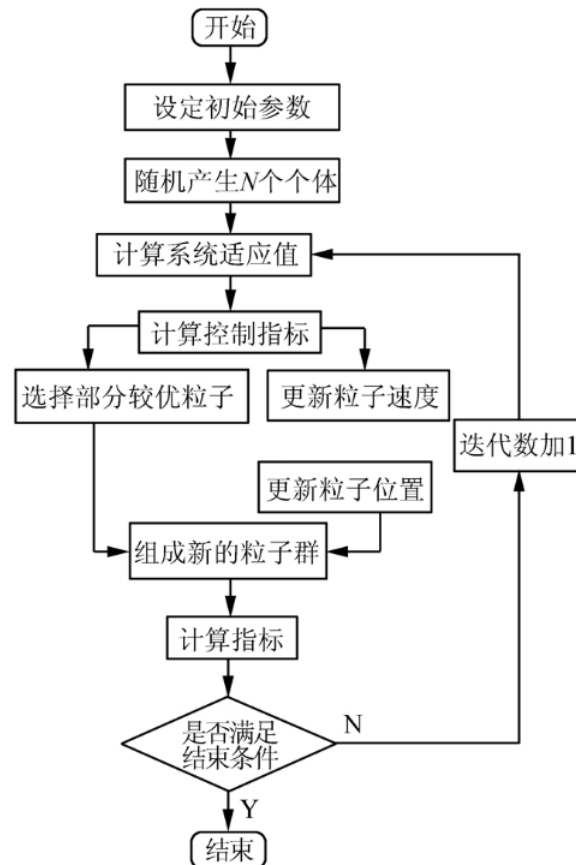 开始
设定初始参数
随机产生N个个体
计算系统适应值
计算控制指标
选择部分较优粒子
更新粒子速度
迭代数加1
更新粒子位置
组成新的粒子群
计算指标
是否满足
结束条件
N
Y
结束